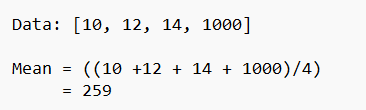 Data: [10, 12, 14, 1000]
Mean = ((10 +12 + 14 + 1000)/4)
= 259